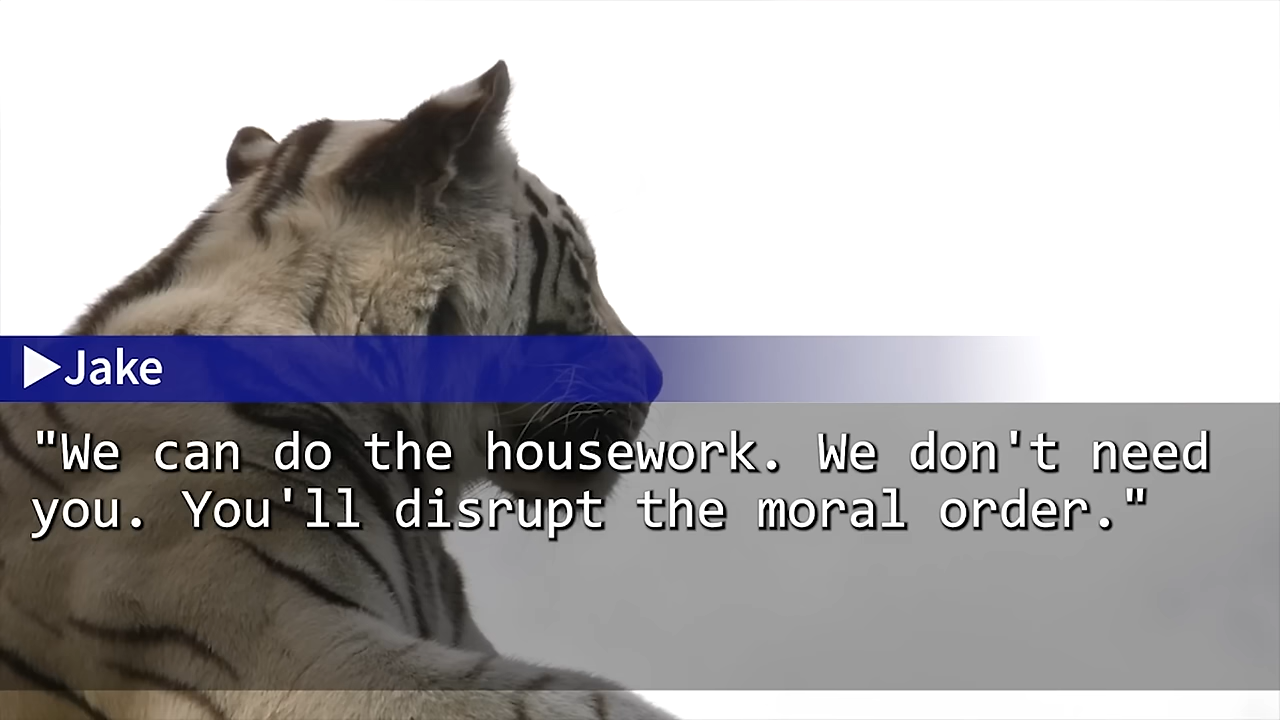 ▶Jake
"We can do the housework. We don't need
you. You'll disrupt the moral order."